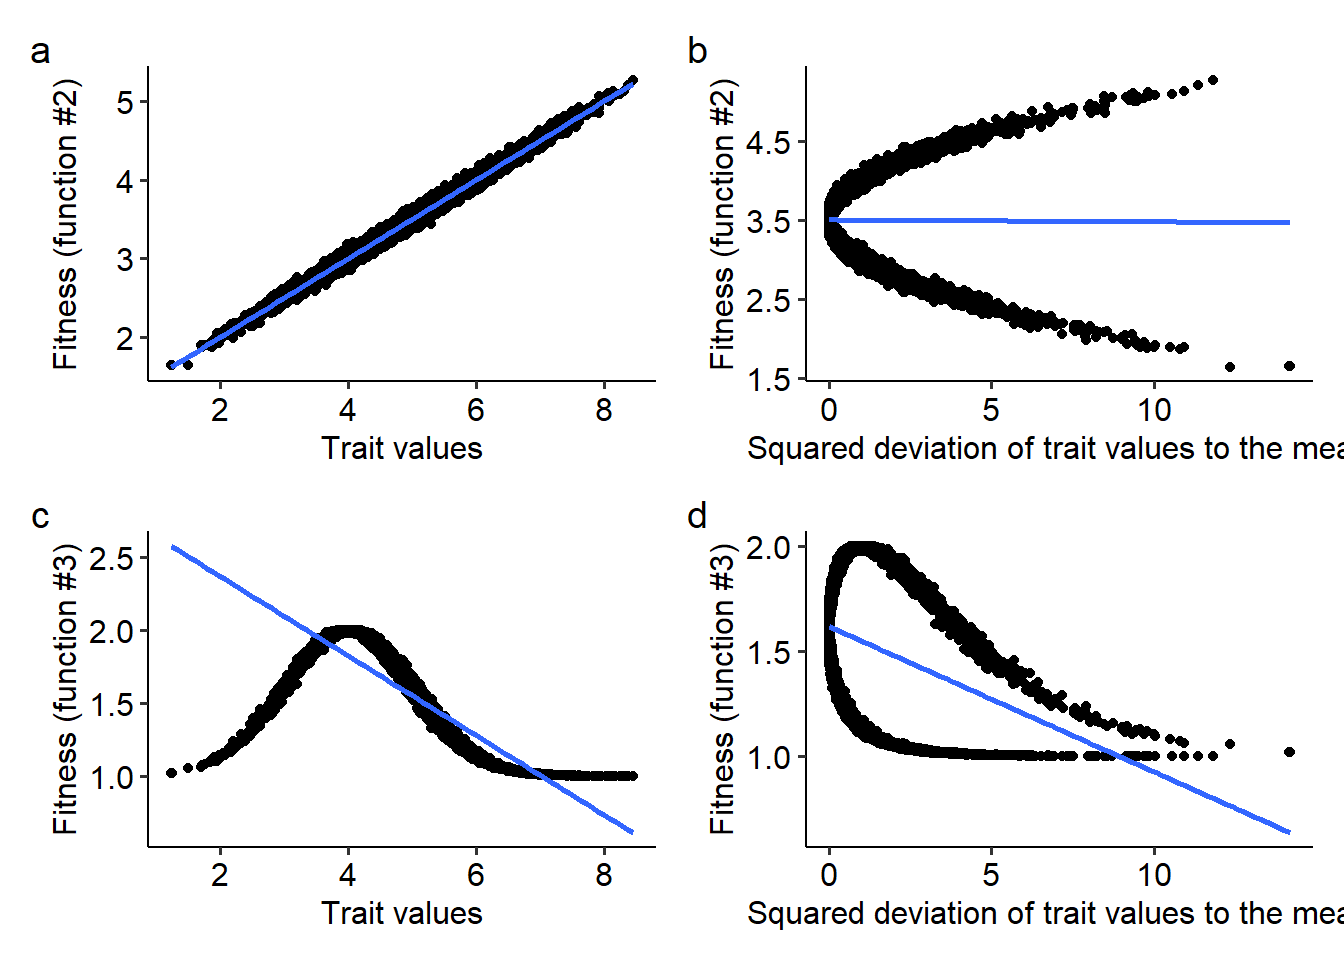 a
Fitness (function #2)
5
4
3
2
2 4 6 8
Trait values
b
Fitness (function #2)
4.5
3.5
2.5
1.5
0 5 10
Squared deviation of trait values to the mea
c
Fitness (function #3)
2.5
2.0
1.5
1.0
2 4 6 8
Trait values
d
Fitness (function #3)
2.0
1.5
1.0
0 5 10
Squared deviation of trait values to the mea